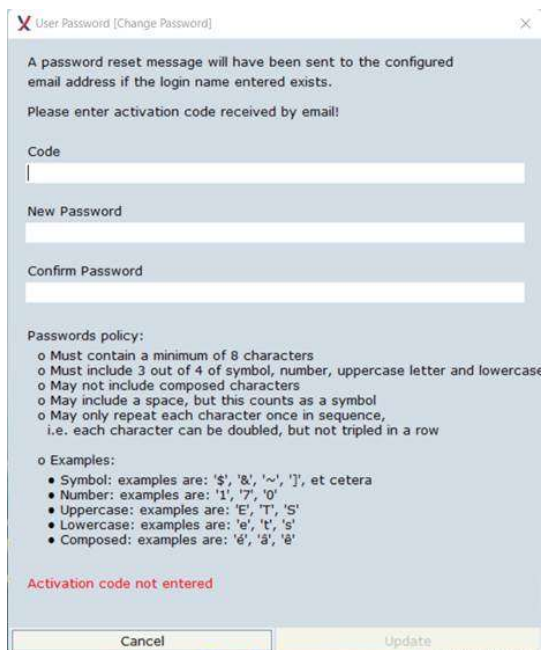 User Password [Change Password]
A password reset message will have been sent to the configured
email address if the login name entered exists.
Please enter activation code received by email!
Code
New Password
Confirm Password
Passwords policy:
o Must contain a minimum of 8 characters
o Must include 3 out of 4 of symbol, number, uppercase letter and lowercase
o May not include composed characters
o May include a space, but this counts as a symbol
o May only repeat each character once in sequence,
i.e. each character can be doubled, but not tripled in a row
o Examples:
• Symbol: examples are: '$', '&', '~', ']', et cetera
• Number: examples are: '1', '7', '0'
• Uppercase: examples are: 'E', 'T', 'S'
• Lowercase: examples are: 'e', 't', 's'
• Composed: examples are: 'é', 'â', 'ê'
Activation code not entered
Cancel
Update